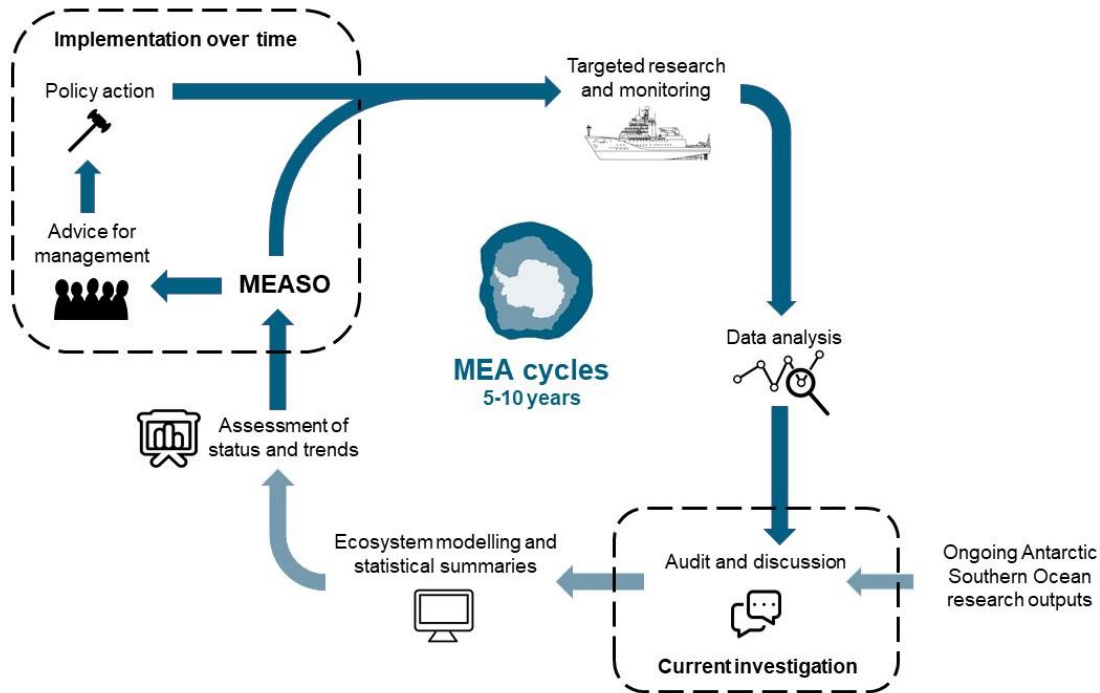 Implementation over time
Policy action
Advice for
management
MEASO
Targeted research
and monitoring
MEA cycles
5-10 years
Data analysis
Assessment of
status and trends
Ecosystem modelling and
statistical summaries
Audit and discussion
Current investigation
Ongoing Antarctic
Southern Ocean
research outputs